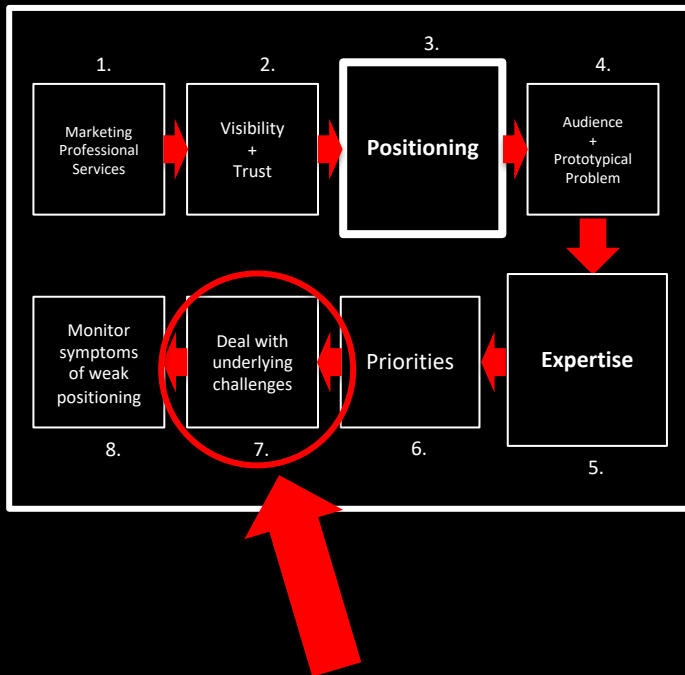 1.
Marketing
Professional
Services
2.
Visibility
+
Trust
3.
Positioning
4.
Audience
+
Prototypical
Problem
Expertise
5.
Priorities
6.
Deal with
underlying
challenges
7.
Monitor
symptoms
of weak
positioning
8.